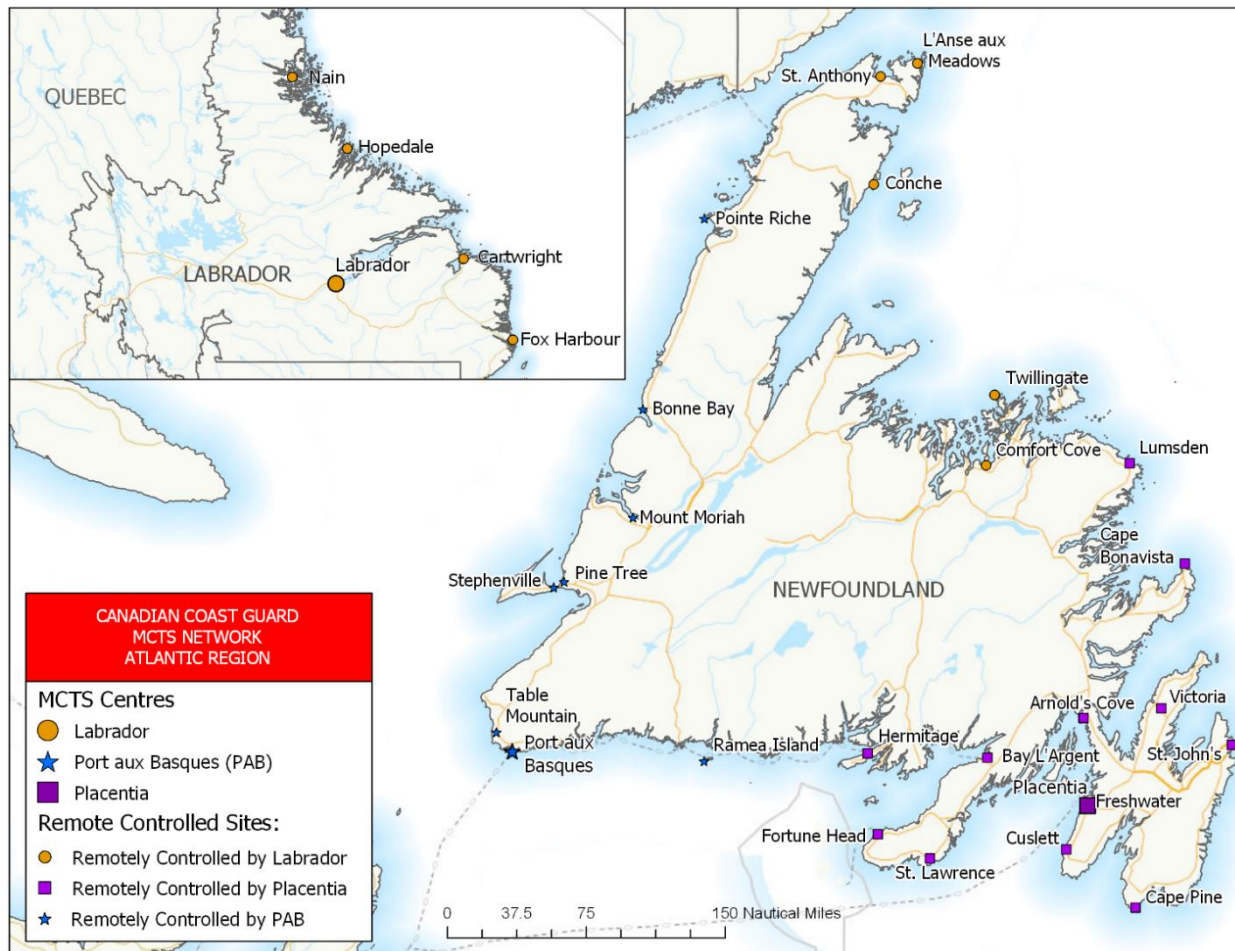 Nain
QUEBEC
Hopedale
Cartwright
Labrador
LABRADOR
Fox Harbour
L'Anse aux
Meadows
St. Anthony
Conche
Pointe Riche
Twillingate
Bonne Bay
Comfort Cove
Lumsden
Mount Moriah
Cape
Bonavista
Pine Tree
Stephenville
NEWFOUNDLAND
Table
Mountain
Port aux
Basques
Ramea Island
Hermitage
Arnold's Cove
Victoria
St. John's
Bay L'Argent
Placentia
Freshwater
Fortune Head
St. Lawrence
Cuslett
Cape Pine
CANADIAN COAST GUARD
MCTS NETWORK
ATLANTIC REGION
MCTS Centres
Labrador
Port aux Basques (PAB)
Placentia
Remote Controlled Sites:
Remotely Controlled by Labrador
Remotely Controlled by Placentia
Remotely Controlled by PAB
0 37.5 75 150 Nautical Miles